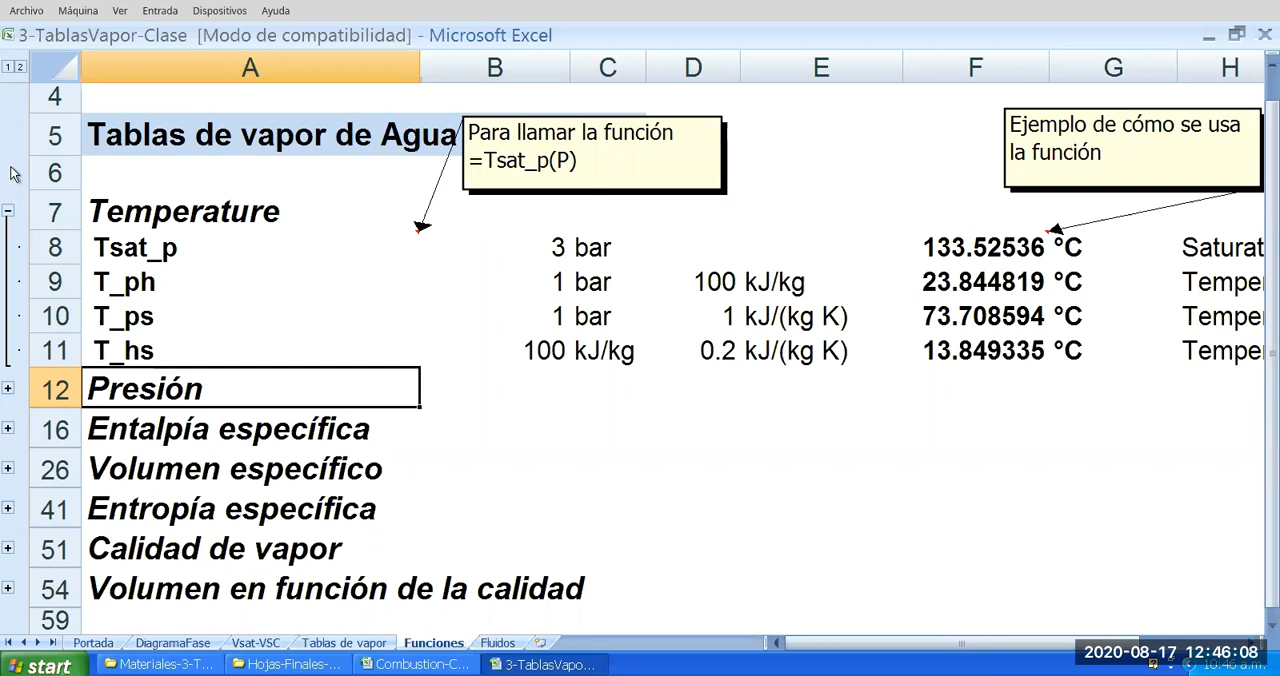 Archivo Máquina Ver Entrada Dispositivos Ayuda
3-TablasVapor-Clase [Modo de compatibilidad] - Microsoft Excel
1 2 A B C D E F G H
4
5 Tablas de vapor de Agua
Para llamar la función
=Tsat_p(P)
Ejemplo de cómo se usa
la función
6
7 Temperature
8 Tsat_p 3 bar 133.52536 °C Saturat
9 T_ph 1 bar 100 kJ/kg 23.844819 °C Temper
10 T_ps 1 bar 1 kJ/(kg K) 73.708594 °C Temper
11 T_hs 100 kJ/kg 0.2 kJ/(kg K) 13.849335 °C Temper
12 Presión
16 Entalpía específica
26 Volumen específico
41 Entropía específica
51 Calidad de vapor
54 Volumen en función de la calidad
59
Portada DiagramaFase Vsat-VSC Tablas de vapor Funciones Fluidos
2020-08-17 12:46:08
start Materiales-3-T... Hojas-Finales-... Combustion-C... 3-TablasVapo... 10:46 a.m.